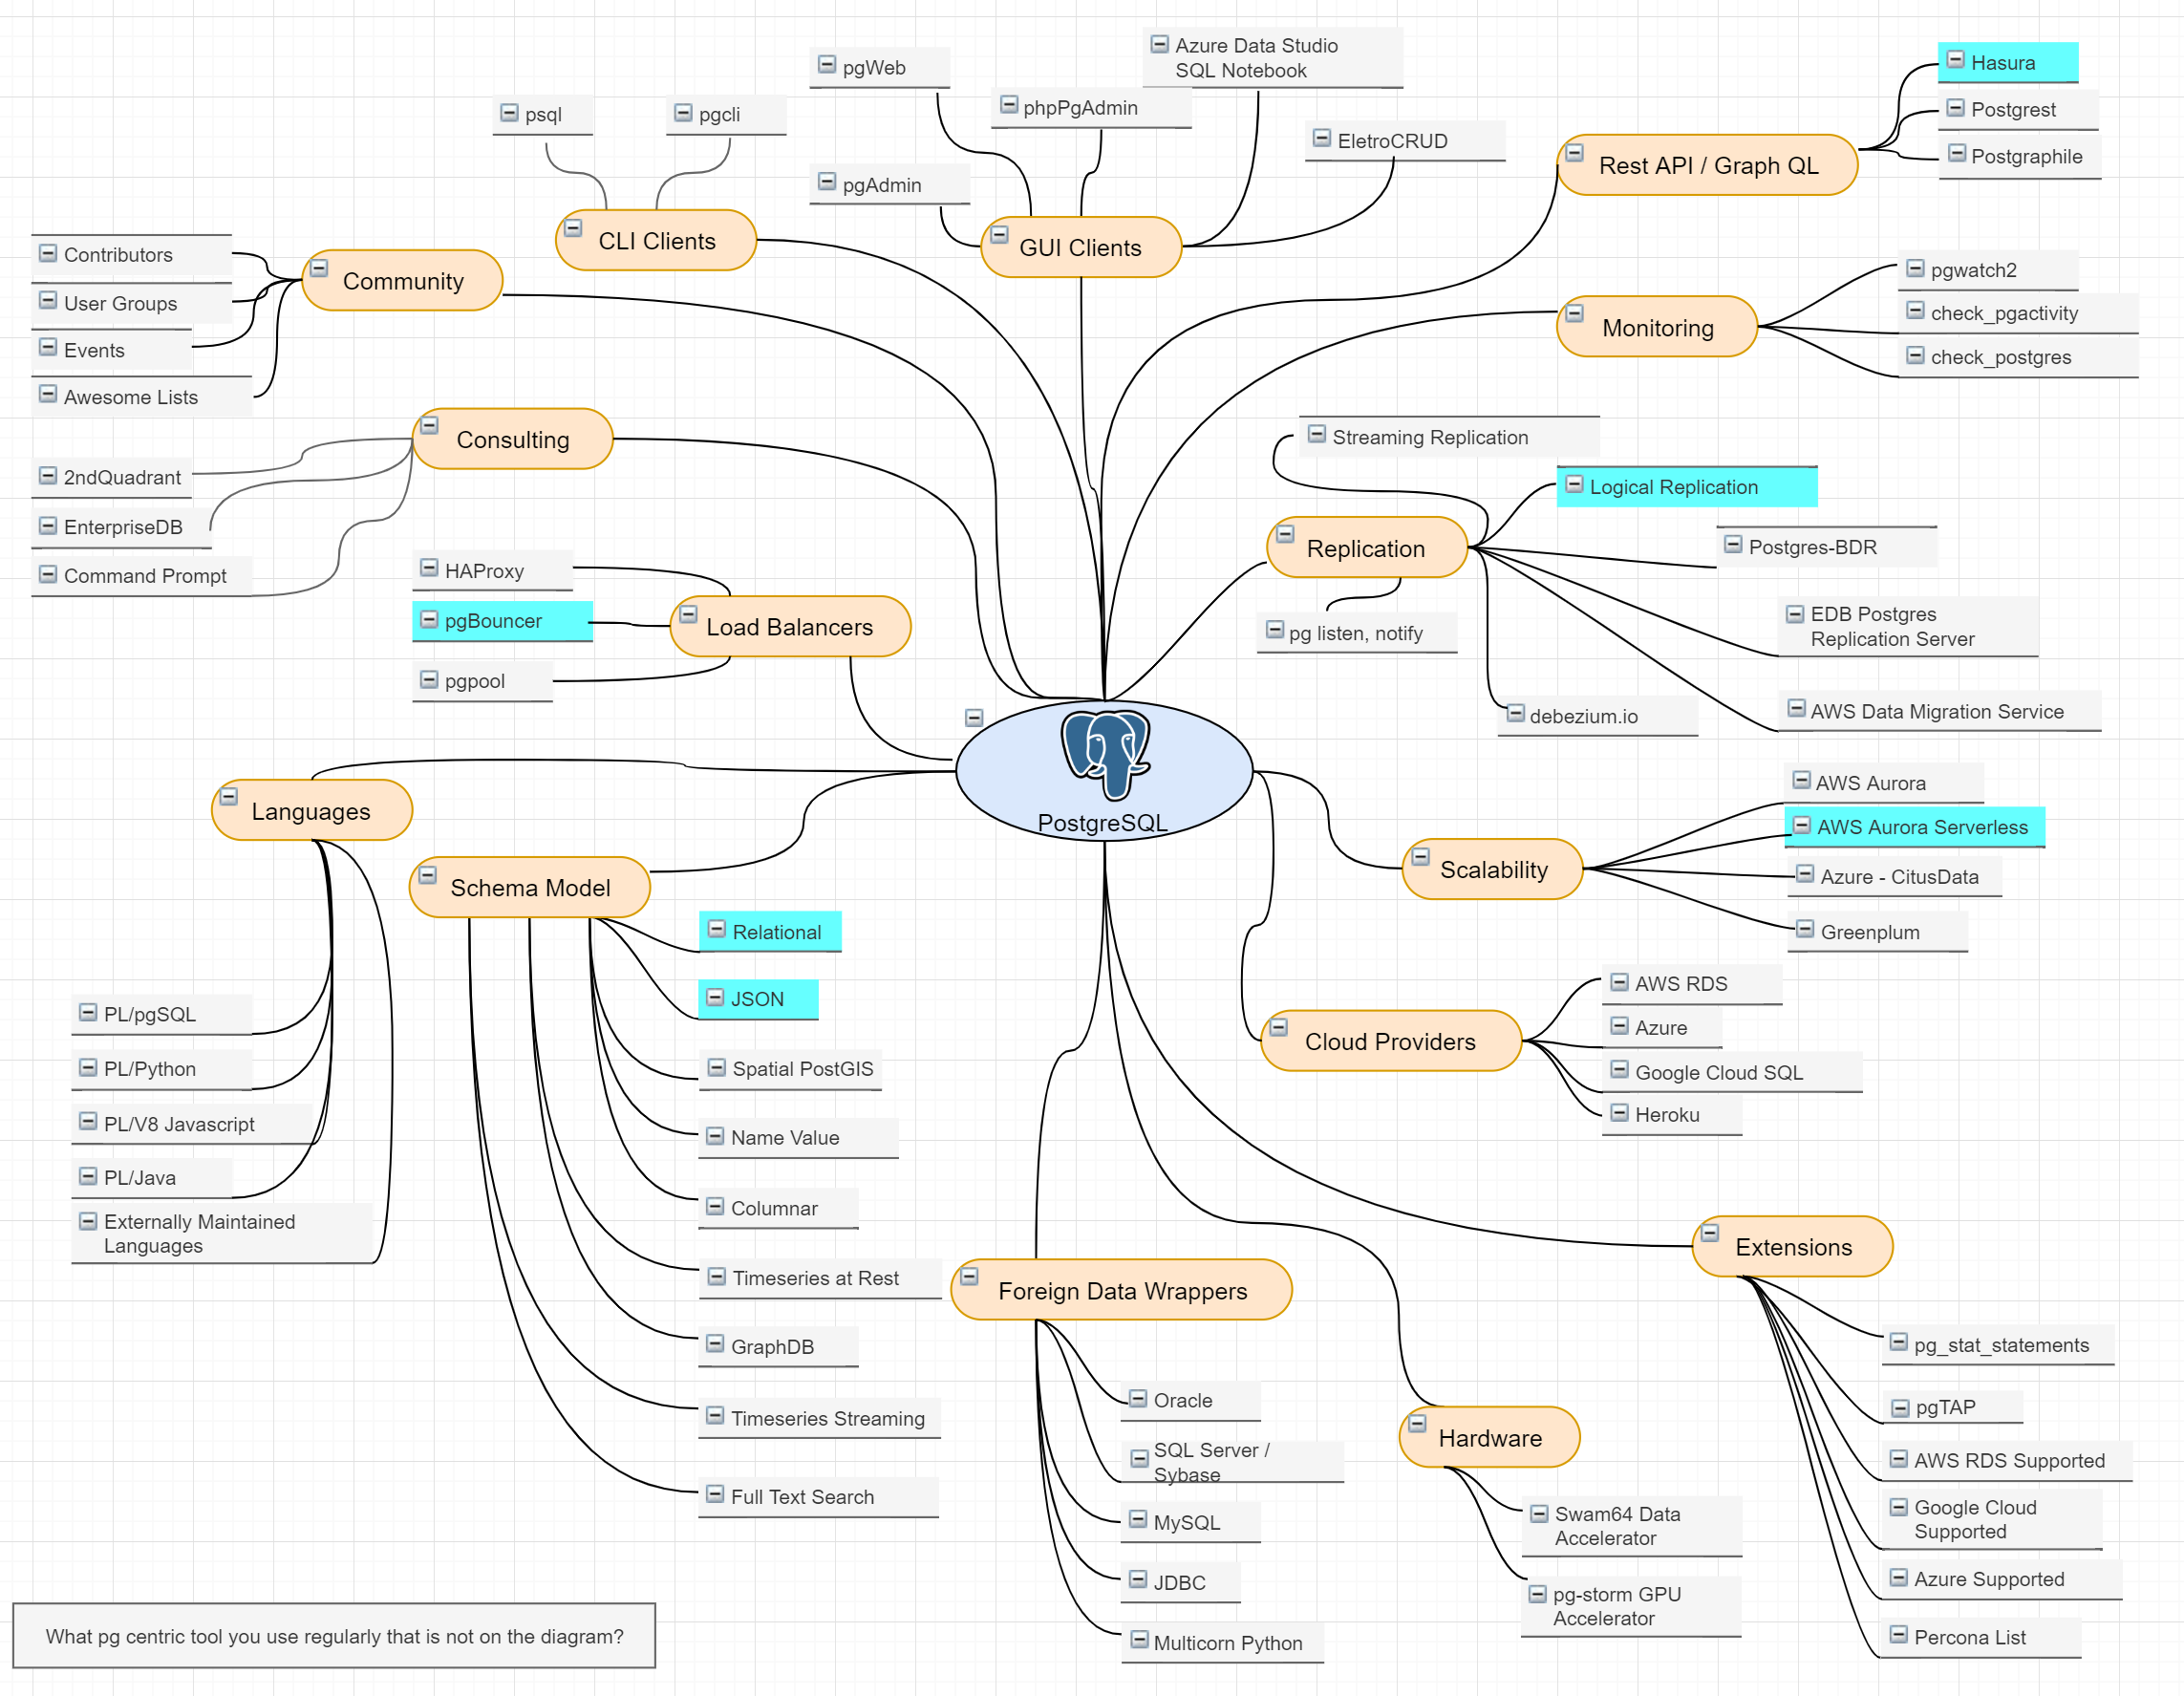 Azure Data Studio
SQL Notebook
pgWeb
phpPgAdmin
psql
pgcli
EletroCRUD
pgAdmin
CLI Clients
GUI Clients
Rest API / Graph QL
Hasura
Postgrest
Postgraphile
Community
Contributors
User Groups
Events
Awesome Lists
Monitoring
pgwatch2
check_pgactivity
check_postgres
Consulting
2ndQuadrant
EnterpriseDB
Command Prompt
Replication
Streaming Replication
Logical Replication
Postgres-BDR
EDB Postgres
Replication Server
pg listen, notify
AWS Data Migration Service
debezium.io
Load Balancers
HAProxy
pgBouncer
pgpool
PostgreSQL
Languages
PL/pgSQL
PL/Python
PL/V8 Javascript
PL/Java
Externally Maintained
Languages
Schema Model
Relational
JSON
Spatial PostGIS
Name Value
Columnar
Timeseries at Rest
GraphDB
Timeseries Streaming
Full Text Search
Scalability
AWS Aurora
AWS Aurora Serverless
Azure - CitusData
Greenplum
Cloud Providers
AWS RDS
Azure
Google Cloud SQL
Heroku
Foreign Data Wrappers
Oracle
SQL Server /
Sybase
MySQL
JDBC
Multicorn Python
Hardware
Swam64 Data
Accelerator
pg-storm GPU
Accelerator
Extensions
pg_stat_statements
pgTAP
AWS RDS Supported
Google Cloud
Supported
Azure Supported
Percona List
What pg centric tool you use regularly that is not on the diagram?